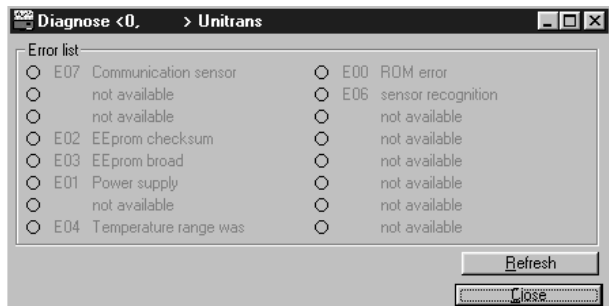 Diagnose <0, > Unitrans
Error list
E07 Communication sensor
not available
not available
E02 EEprom checksum
E03 EEprom broad
E01 Power supply
not available
E04 Temperature range was
E00 ROM error
E06 sensor recognition
not available
not available
not available
not available
not available
not available
Refresh
Close